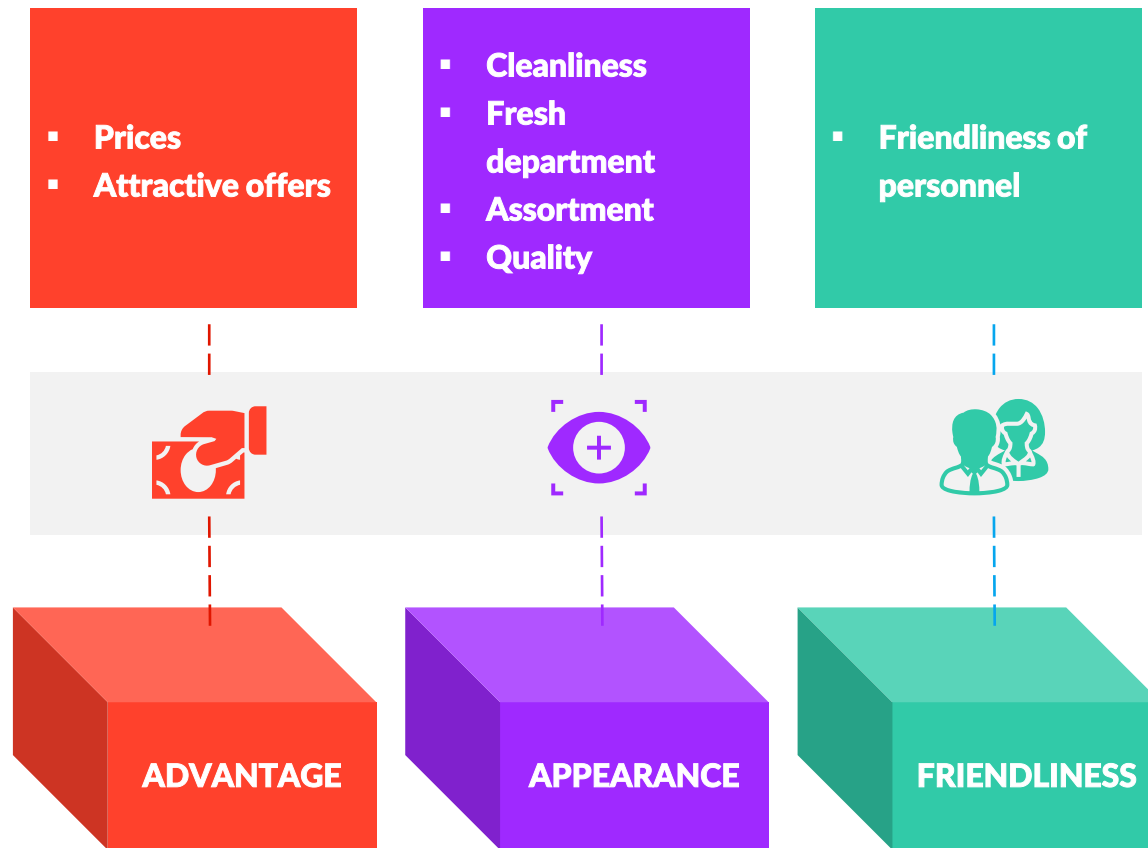 ▪ Prices
▪ Attractive offers
▪ Cleanliness
▪ Fresh
department
▪ Assortment
▪ Quality
▪ Friendliness of
personnel
ADVANTAGE
APPEARANCE
FRIENDLINESS